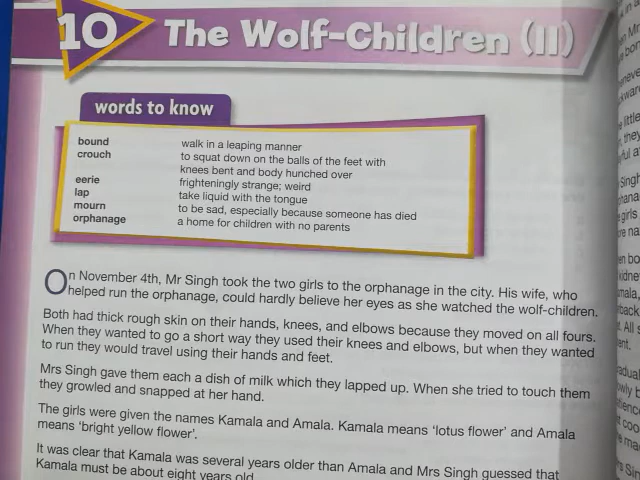 10 The Wolf-Children (II)
words to know
bound walk in a leaping manner
crouch to squat down on the balls of the feet with
knees bent and body hunched over
eerie frighteningly strange; weird
lap take liquid with the tongue
mourn to be sad, especially because someone has died
orphanage a home for children with no parents
On November 4th, Mr Singh took the two girls to the orphanage in the city. His wife, who
helped run the orphanage, could hardly believe her eyes as she watched the wolf-children.
Both had thick rough skin on their hands, knees, and elbows because they moved on all fours.
When they wanted to go a short way they used their knees and elbows, but when they wanted
to run they would travel using their hands and feet.
Mrs Singh gave them each a dish of milk which they lapped up. When she tried to touch them
they growled and snapped at her hand.
The girls were given the names Kamala and Amala. Kamala means 'lotus flower' and Amala
means 'bright yellow flower'.
It was clear that Kamala was several years older than Amala and Mrs Singh guessed that
Kamala must be about eight years old